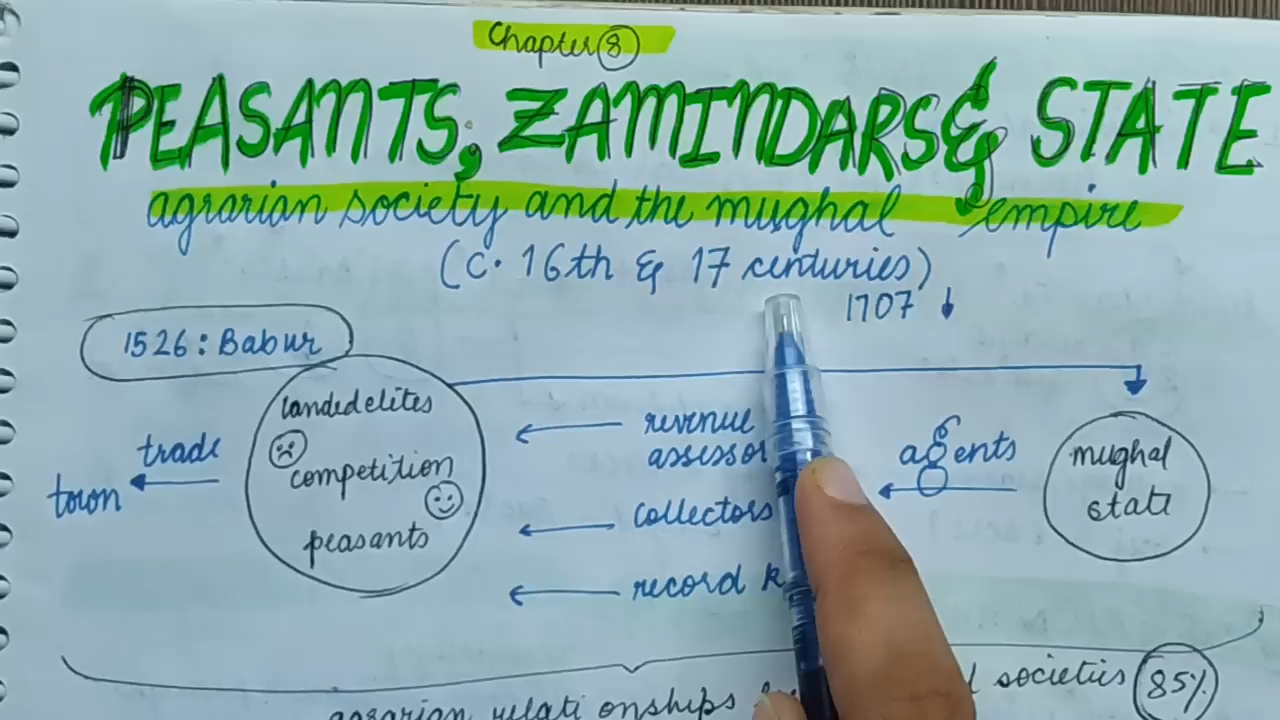 Chapter 8
PEASANTS, ZAMINDARS & STATE
agrarian society and the mughal empire
(C. 16th & 17 centuries)
1707 ↓
1526: Babur
landed elites
competition
peasants
trade
town
revenue
assessor
collectors
record k
agents
mughal
state
agrarian relationships
societies 85%